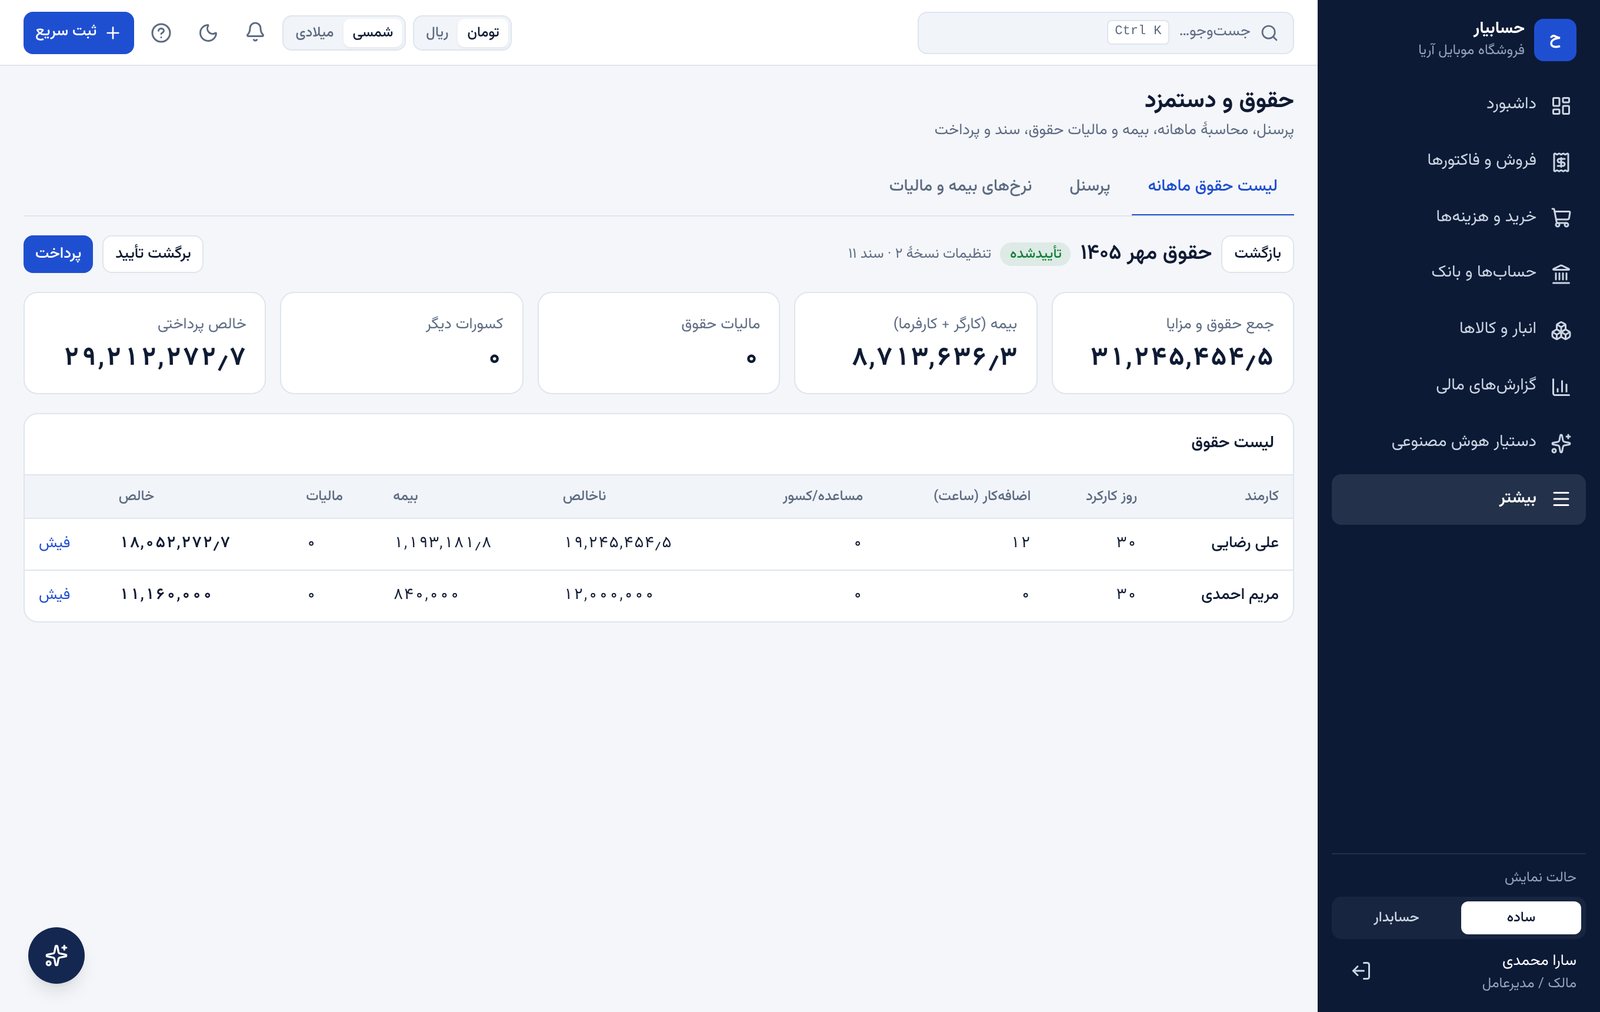 حسابیار
فروشگاه موبایل آریا
داشبورد
فروش و فاکتورها
خرید و هزینه‌ها
حساب‌ها و بانک
انبار و کالاها
گزارش‌های مالی
دستیار هوش مصنوعی
بیشتر
حالت نمایش
ساده
حسابدار
سارا محمدی
مالک / مدیرعامل
جست‌وجو...
Ctrl K
تومان
ریال
شمسی
میلادی
ثبت سریع
حقوق و دستمزد
پرسنل، محاسبهٔ ماهانه، بیمه و مالیات حقوق، سند و پرداخت
لیست حقوق ماهانه
پرسنل
نرخ‌های بیمه و مالیات
بازگشت
حقوق مهر ۱۴۰۵
تأییدشده
تنظیمات نسخهٔ ۲ · سند ۱۱
برگشت تأیید
پرداخت
جمع حقوق و مزایا
۳۱,۲۴۵,۴۵۴٫۵
بیمه (کارگر + کارفرما)
۸,۷۱۳,۶۳۶٫۳
مالیات حقوق
۰
کسورات دیگر
۰
خالص پرداختی
۲۹,۲۱۲,۲۷۲٫۷
لیست حقوق
کارمند روز کارکرد اضافه‌کار (ساعت) مساعده/کسور ناخالص بیمه مالیات خالص
علی رضایی ۳۰ ۱۲ ۰ ۱۹,۲۴۵,۴۵۴٫۵ ۱,۱۹۳,۱۸۱٫۸ ۰ ۱۸,۰۵۲,۲۷۲٫۷ فیش
مریم احمدی ۳۰ ۰ ۰ ۱۲,۰۰۰,۰۰۰ ۸۴۰,۰۰۰ ۰ ۱۱,۱۶۰,۰۰۰ فیش
ح